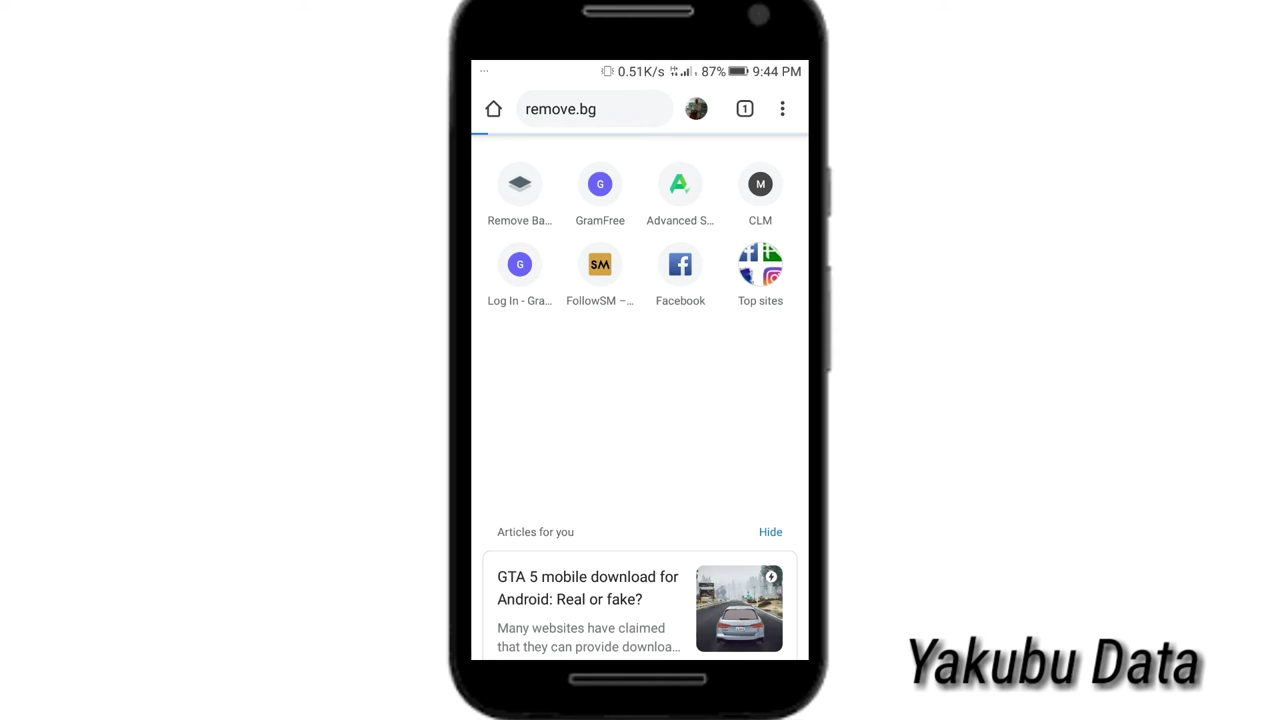 ... 0.51K/s 87% 9:44 PM
remove.bg 1
Remove Ba... GramFree Advanced S... CLM
G M
G SM
Log In - Gra... FollowSM –... Facebook Top sites
Articles for you Hide
GTA 5 mobile download for
Android: Real or fake?
Many websites have claimed
that they can provide downloa...
Yakubu Data